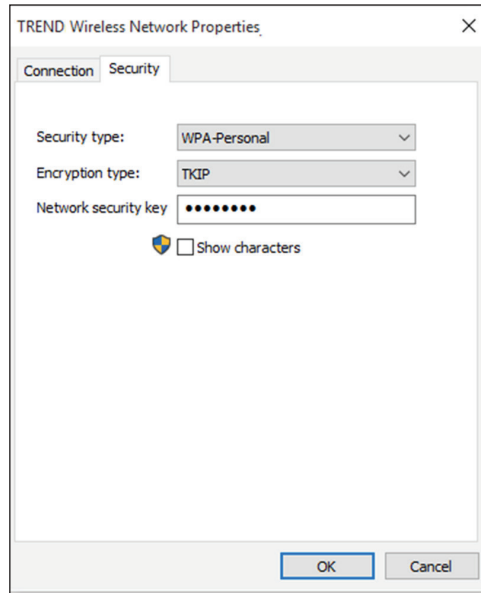 TREND Wireless Network Properties
Connection Security
Security type: WPA-Personal
Encryption type: TKIP
Network security key ••••••••
Show characters
OK Cancel